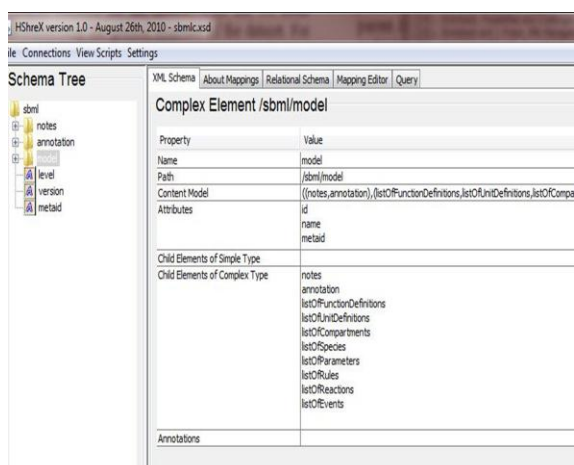 HShreX version 1.0 - August 26th, 2010 - sbmlc.xsd
Connections View Scripts Settings
Schema Tree
sbml
notes
annotation
model
level
version
metaid
XML Schema About Mappings Relational Schema Mapping Editor Query
Complex Element /sbml/model
Property Value
Name model
Path /sbml/model
Content Model ((notes,annotation),(listOfFunctionDefinitions,listOfUnitDefinitions,listOfCompa
Attributes id
name
metaid
Child Elements of Simple Type
Child Elements of Complex Type notes
annotation
listOfFunctionDefinitions
listOfUnitDefinitions
listOfCompartments
listOfSpecies
listOfParameters
listOfRules
listOfReactions
listOfEvents
Annotations